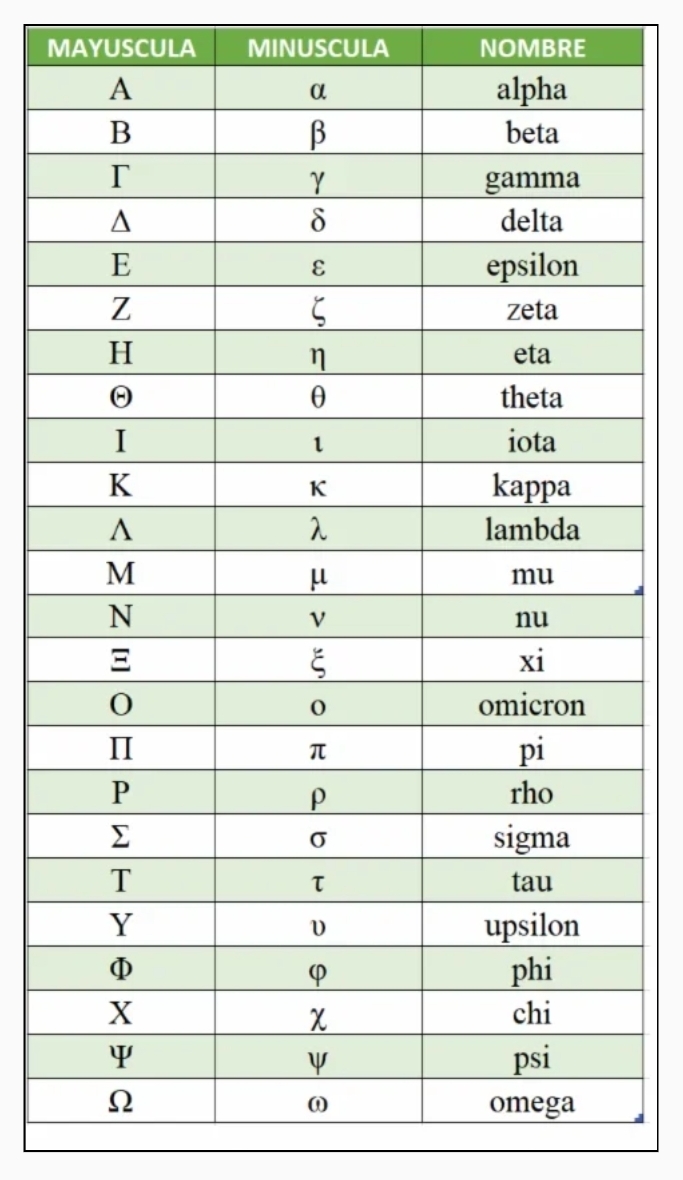 MAYUSCULA MINUSCULA NOMBRE
Α α alpha
Β β beta
Γ γ gamma
Δ δ delta
Ε ε epsilon
Ζ ζ zeta
Η η eta
Θ θ theta
Ι ι iota
Κ κ kappa
Λ λ lambda
Μ μ mu
Ν ν nu
Ξ ξ xi
Ο ο omicron
Π π pi
Ρ ρ rho
Σ σ sigma
Τ τ tau
Υ υ upsilon
Φ φ phi
Χ χ chi
Ψ ψ psi
Ω ω omega